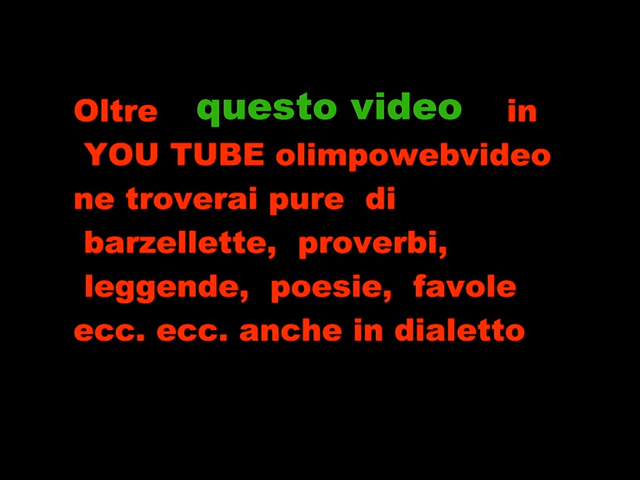 Oltre questo video in
YOU TUBE olimpowebvideo
ne troverai pure di
barzellette, proverbi,
leggende, poesie, favole
ecc. ecc. anche in dialetto